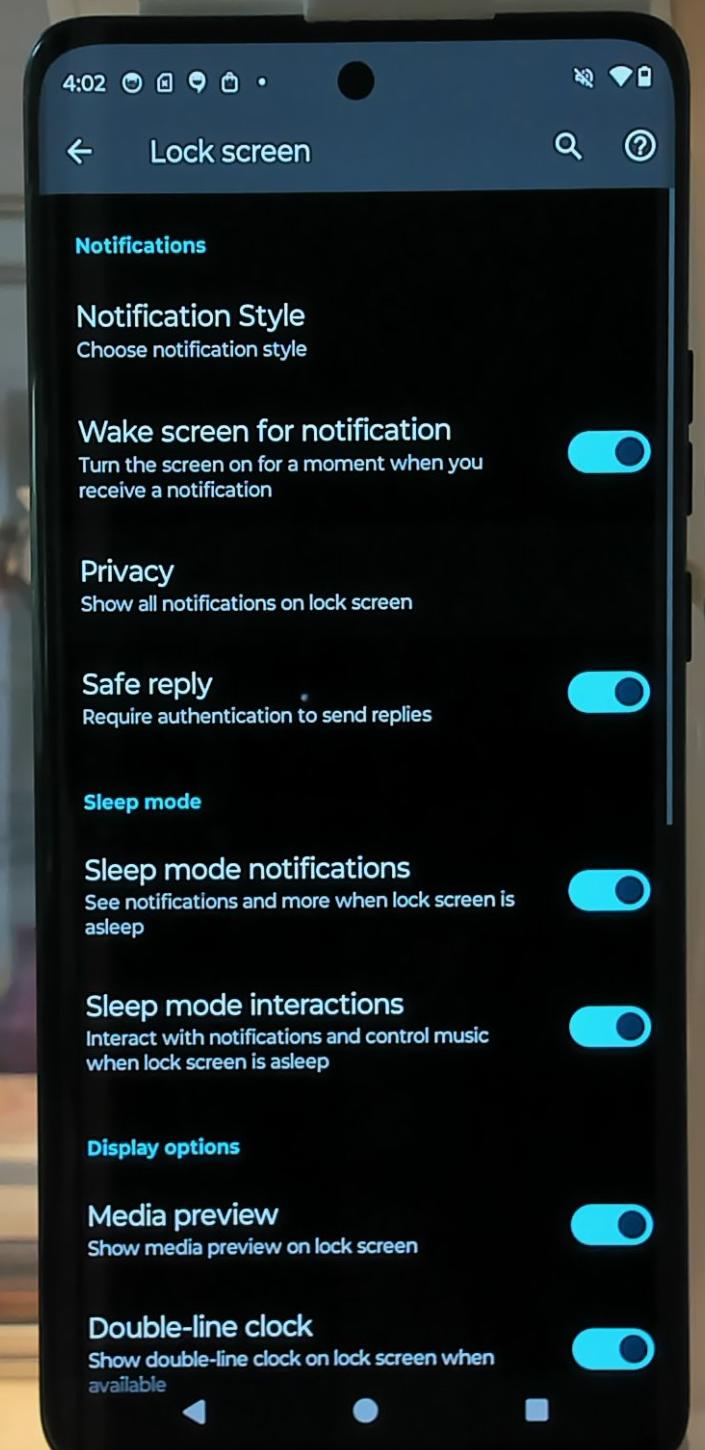 4:02
Lock screen
Notifications
Notification Style
Choose notification style
Wake screen for notification
Turn the screen on for a moment when you
receive a notification
Privacy
Show all notifications on lock screen
Safe reply
Require authentication to send replies
Sleep mode
Sleep mode notifications
See notifications and more when lock screen is
asleep
Sleep mode interactions
Interact with notifications and control music
when lock screen is asleep
Display options
Media preview
Show media preview on lock screen
Double-line clock
Show double-line clock on lock screen when
available